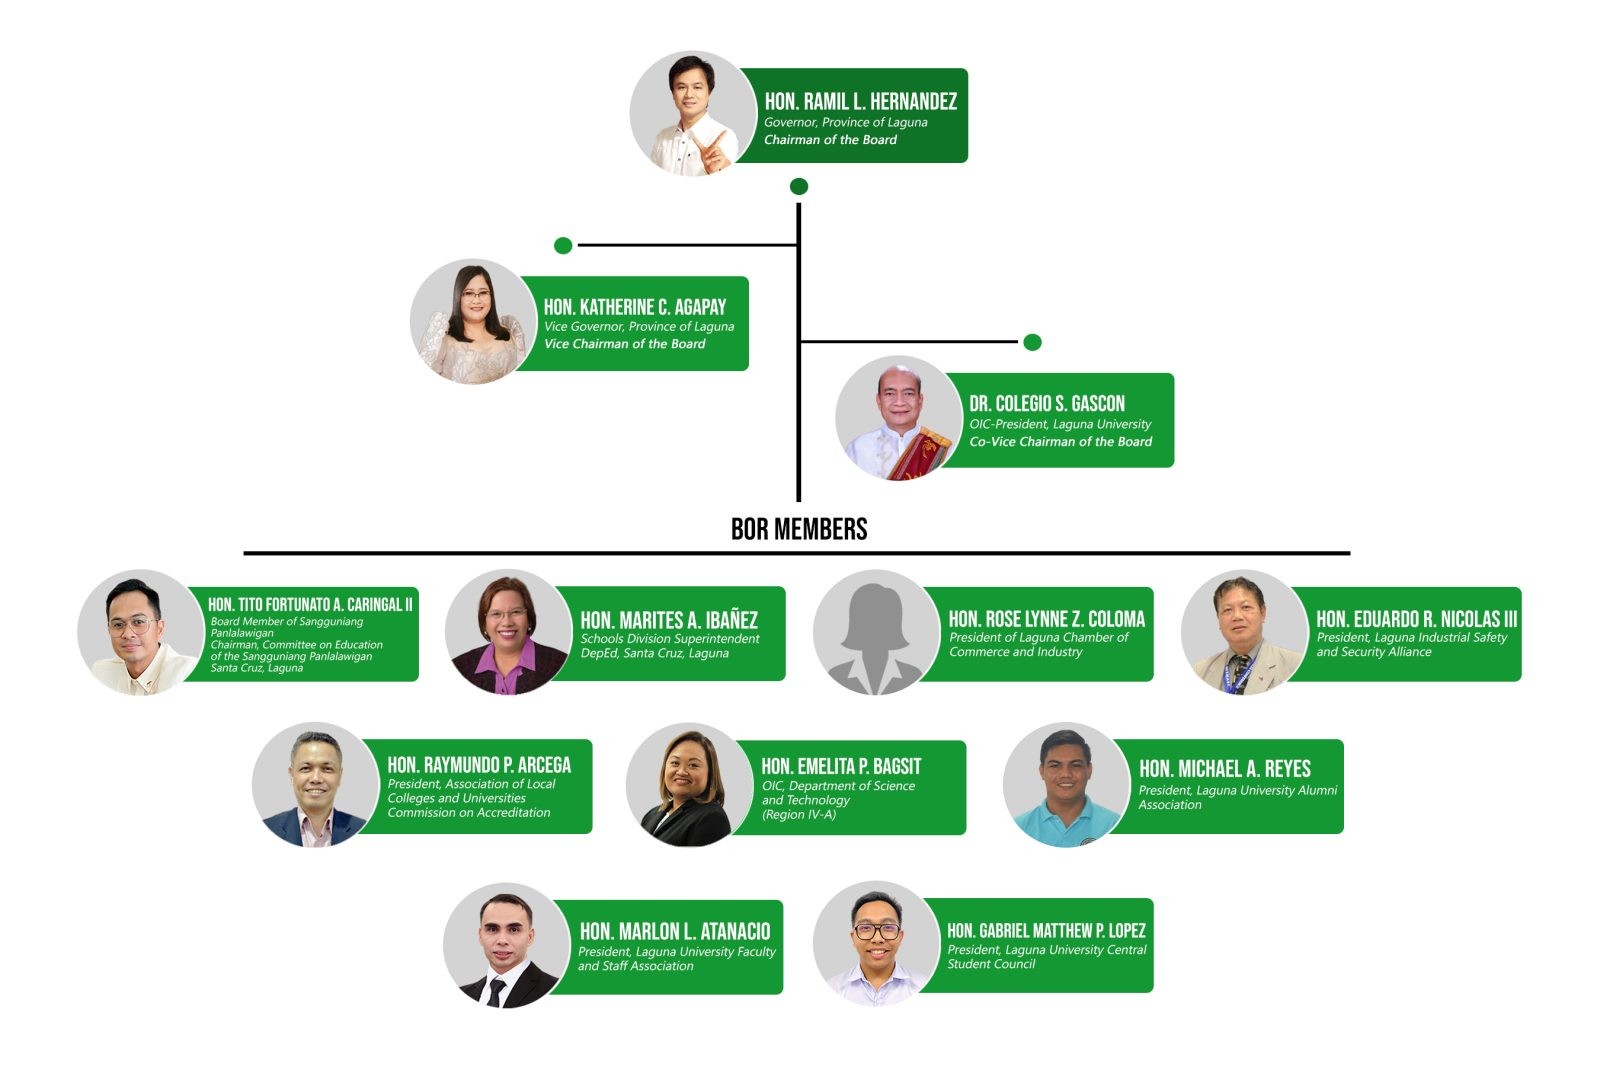 HON. RAMIL L. HERNANDEZ
Governor, Province of Laguna
Chairman of the Board
HON. KATHERINE C. AGAPAY
Vice Governor, Province of Laguna
Vice Chairman of the Board
DR. COLEGIO S. GASCON
OIC-President, Laguna University
Co-Vice Chairman of the Board
BOR MEMBERS
HON. TITO FORTUNATO A. CARINGAL II
Board Member of Sangguniang
Panlalawigan
Chairman, Committee on Education
of the Sangguniang Panlalawigan
Santa Cruz, Laguna
HON. MARITES A. IBAÑEZ
Schools Division Superintendent
DepEd, Santa Cruz, Laguna
HON. ROSE LYNNE Z. COLOMA
President of Laguna Chamber of
Commerce and Industry
HON. EDUARDO R. NICOLAS III
President, Laguna Industrial Safety
and Security Alliance
HON. RAYMUNDO P. ARCEGA
President, Association of Local
Colleges and Universities
Commission on Accreditation
HON. EMELITA P. BAGSIT
OIC, Department of Science
and Technology
(Region IV-A)
HON. MICHAEL A. REYES
President, Laguna University Alumni
Association
HON. MARLON L. ATANACIO
President, Laguna University Faculty
and Staff Association
HON. GABRIEL MATTHEW P. LOPEZ
President, Laguna University Central
Student Council